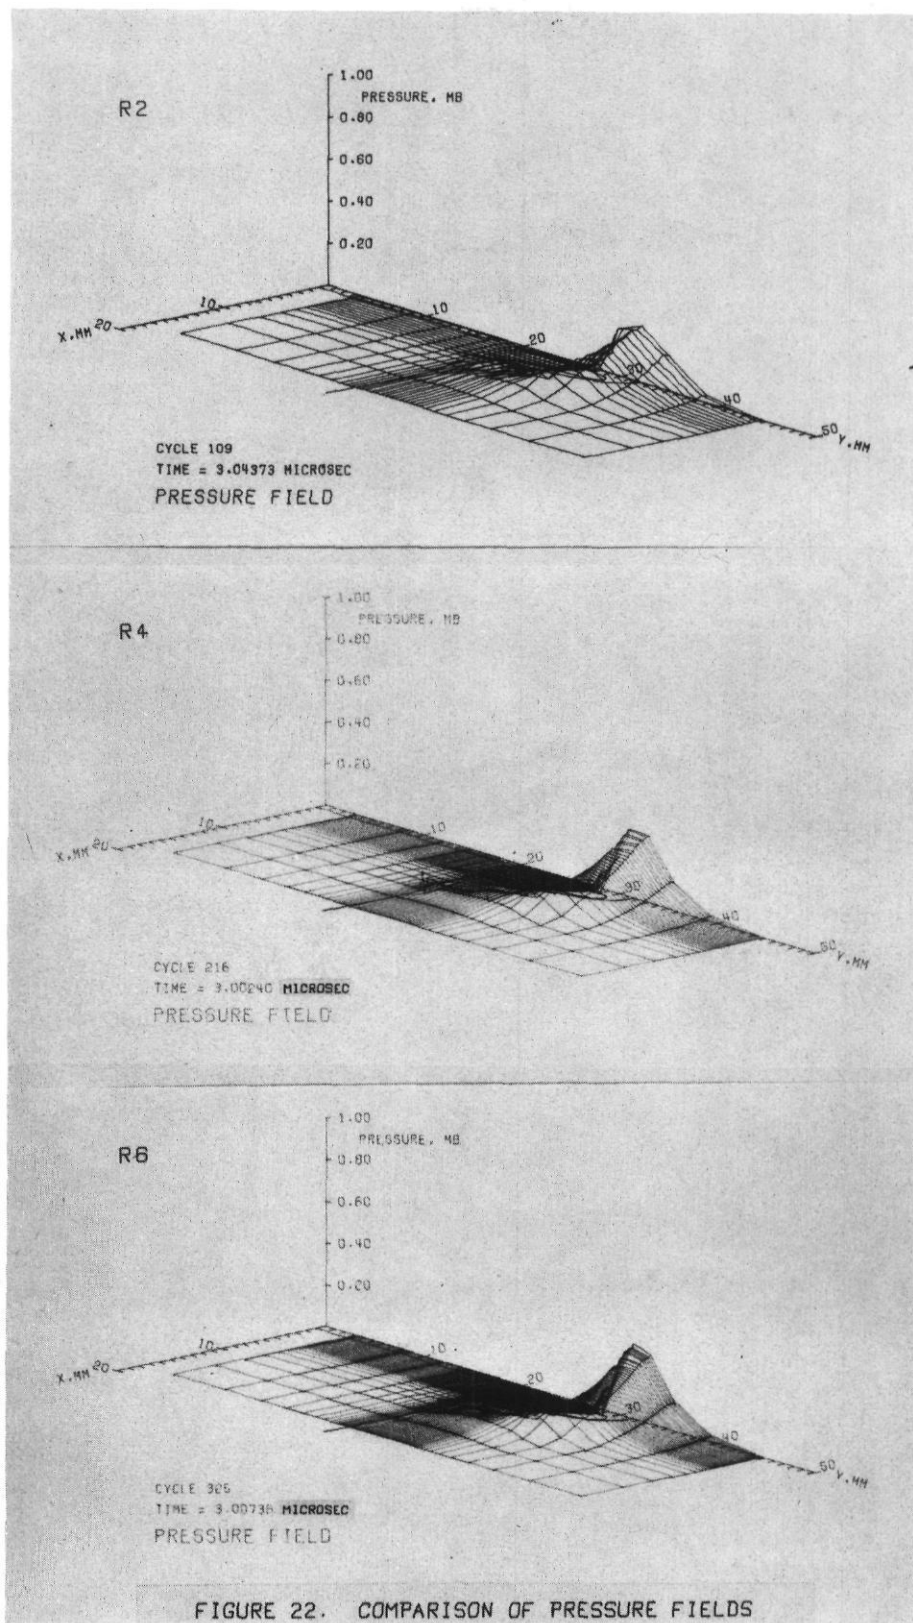 R2
1.00
PRESSURE, MB
0.80
0.60
0.40
0.20
10
X,MM 20
10
20
30
40
50 Y,MM
CYCLE 109
TIME = 3.04373 MICROSEC
PRESSURE FIELD
R4
1.00
PRESSURE, MB
0.80
0.60
0.40
0.20
10
X,MM 20
10
20
30
40
50 Y,MM
CYCLE 216
TIME = 3.00240 MICROSEC
PRESSURE FIELD
R6
1.00
PRESSURE, MB
0.80
0.60
0.40
0.20
10
X,MM 20
10
20
30
40
50 Y,MM
CYCLE 325
TIME = MICROSEC
PRESSURE FIELD
FIGURE 22. COMPARISON OF PRESSURE FIELDS